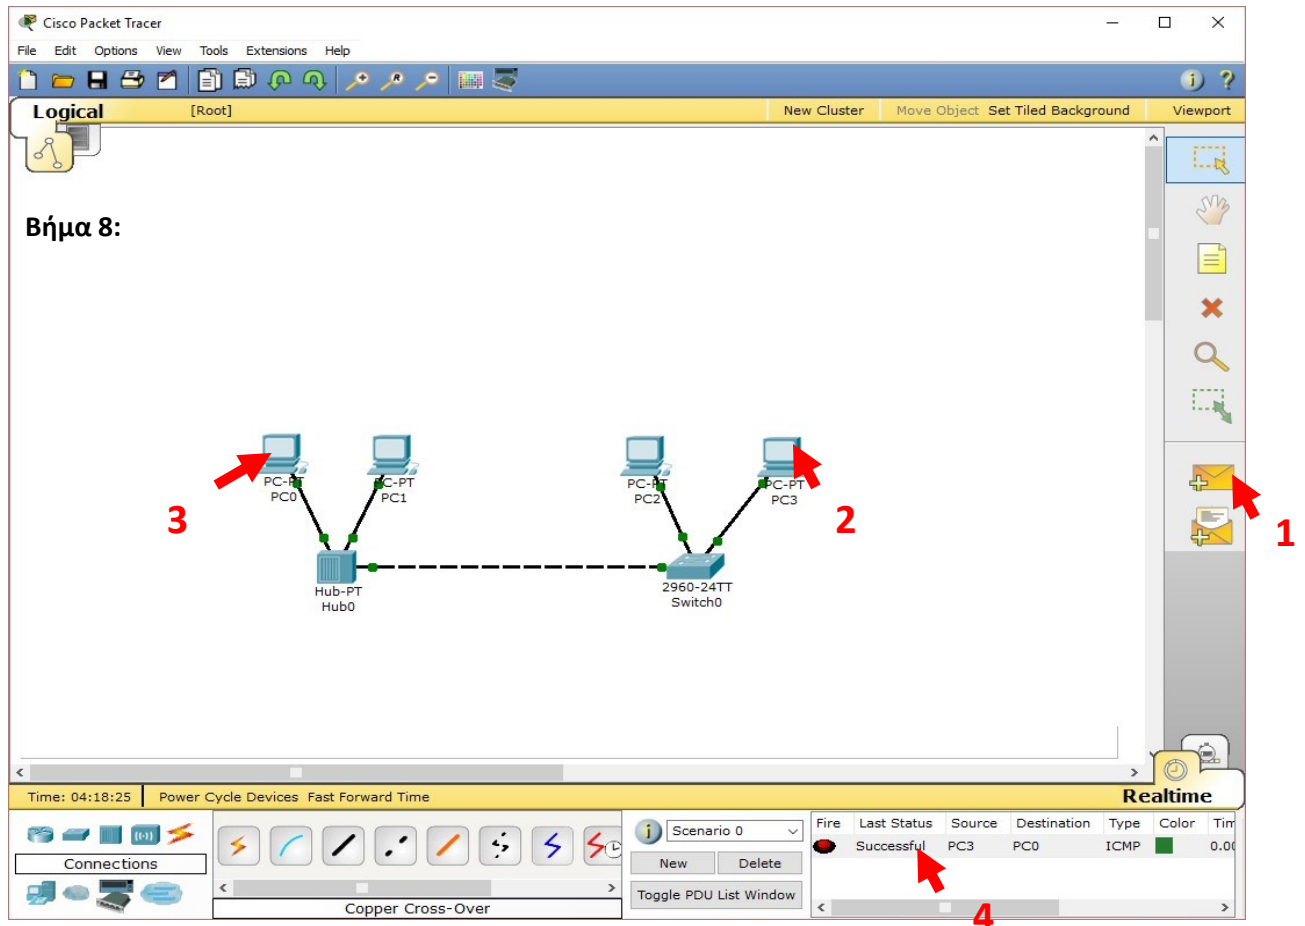 Cisco Packet Tracer
File Edit Options View Tools Extensions Help
Logical [Root] New Cluster Move Object Set Tiled Background Viewport
Βήμα 8:
PC-PT
PC0
PC-PT
PC1
PC-PT
PC2
PC-PT
PC3
3
2
1
Hub-PT
Hub0
2960-24TT
Switch0
Time: 04:18:25 Power Cycle Devices Fast Forward Time Realtime
Connections
Copper Cross-Over
Scenario 0
New Delete
Toggle PDU List Window
Fire Last Status Source Destination Type Color Tim
Successful PC3 PC0 ICMP 0.00
4